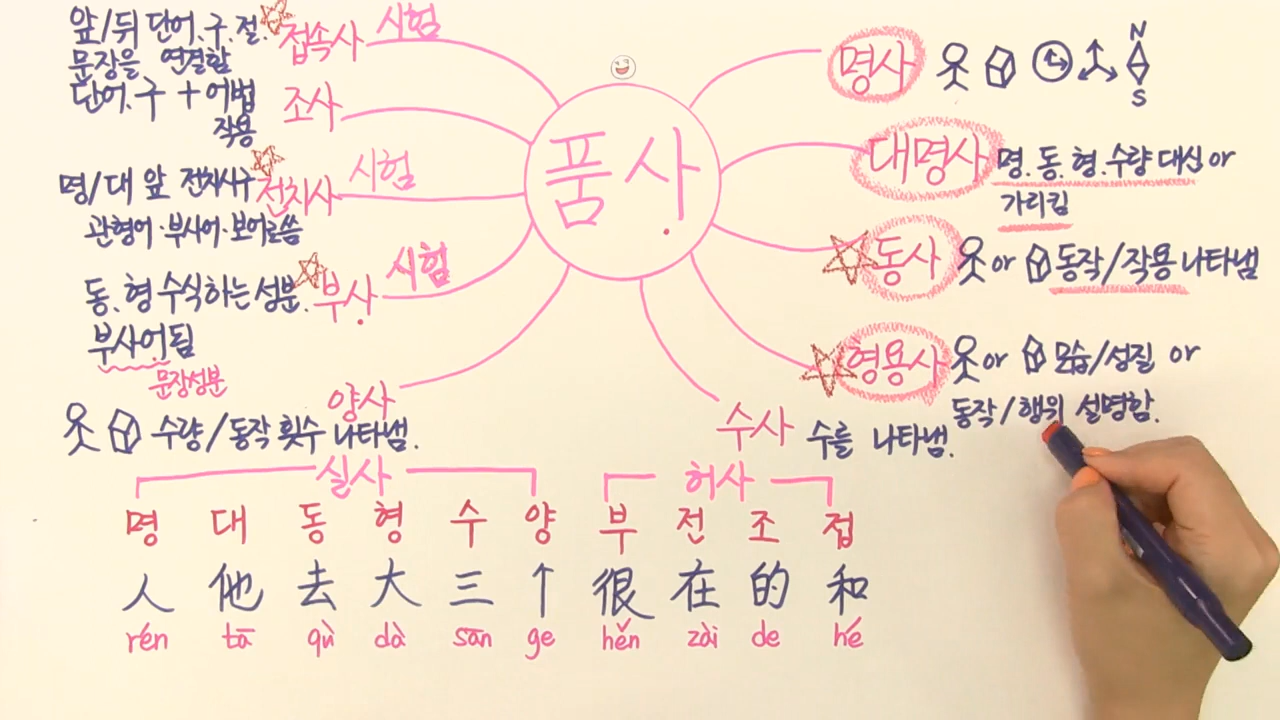 품사
앞/뒤 단어.구.절.
문장을 연결함
접속사
시험
단어.구 + 어법
작용
조사
명/대 앞 전치사구
관형어·부사어·보어로씀
전치사
시험
동.형 수식하는 성분.
부사어됨
문장성분
부사
시험
양사
수량/동작 횟수 나타냄.
명사
N
S
대명사
명.동.형.수량 대신 or
가리킴
동사
or 동작/작용 나타냄
형용사
or 모습/성질 or
동작/행위 설명함.
수사
수를 나타냄.
실사 허사
명 대 동 형 수 양 부 전 조 접
人 他 去 大 三 个 很 在 的 和
rén tā qù dà sān ge hěn zài de hé